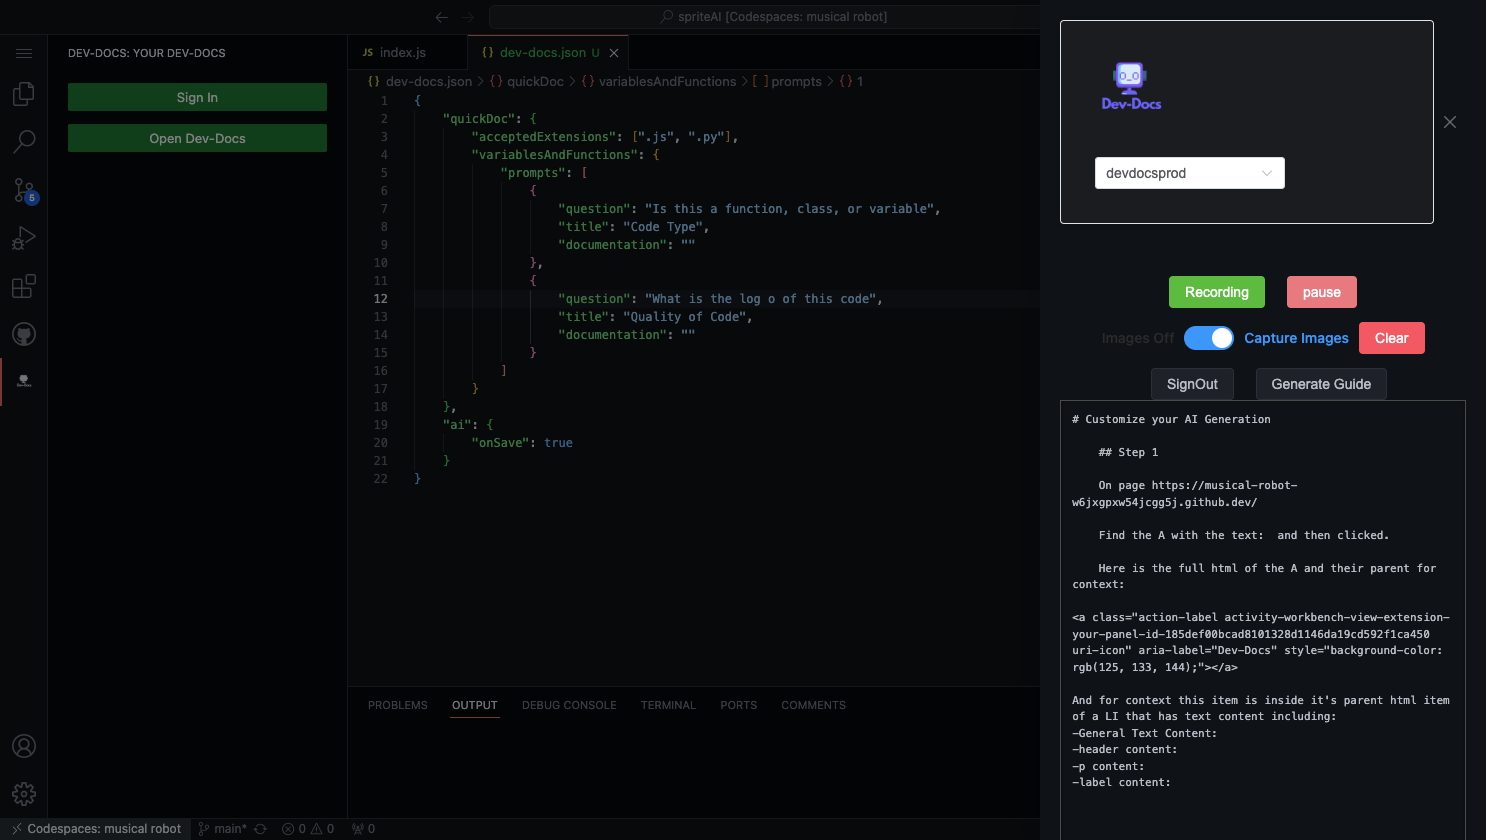 spriteAI [Codespaces: musical robot]
DEV-DOCS: YOUR DEV-DOCS
Sign In
Open Dev-Docs
5
JS index.js
{} dev-docs.json U
{} dev-docs.json > {} quickDoc > {} variablesAndFunctions > [ ] prompts > {} 1
1 {
2 "quickDoc": {
3 "acceptedExtensions": [".js", ".py"],
4 "variablesAndFunctions": {
5 "prompts": [
6 {
7 "question": "Is this a function, class, or variable",
8 "title": "Code Type",
9 "documentation": ""
10 },
11 {
12 "question": "What is the log o of this code",
13 "title": "Quality of Code",
14 "documentation": ""
15 }
16 ]
17 }
18 },
19 "ai": {
20 "onSave": true
21 }
22 }
PROBLEMS OUTPUT DEBUG CONSOLE TERMINAL PORTS COMMENTS
Codespaces: musical robot main* 0 0 0
Dev-Docs
devdocsprod
Recording pause
Images Off Capture Images Clear
SignOut Generate Guide
# Customize your AI Generation
## Step 1
On page https://musical-robot-
w6jxgpxw54jcgg5j.github.dev/
Find the A with the text:  and then clicked.
Here is the full html of the A and their parent for
context:
<a class="action-label activity-workbench-view-extension-
your-panel-id-185def00bcad8101328d1146da19cd592f1ca450
uri-icon" aria-label="Dev-Docs" style="background-color:
rgb(125, 133, 144);"></a>
And for context this item is inside it's parent html item
of a LI that has text content including:
-General Text Content:
-header content:
-p content:
-label content: